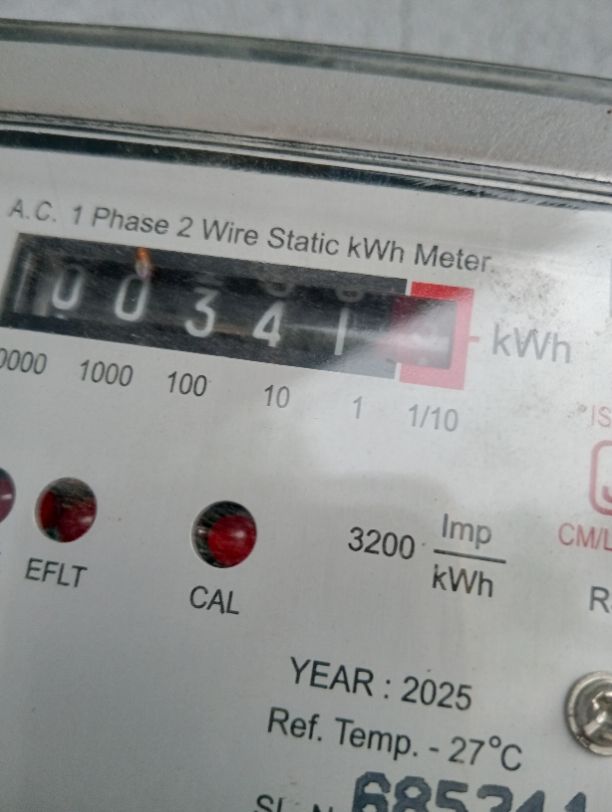 A.C. 1 Phase 2 Wire Static kWh Meter
0 0 3 4 1
kWh
0000 1000 100 10 1 1/10
IS
CM/L
3200 Imp
kWh
EFLT
CAL
R
YEAR : 2025
Ref. Temp. - 27°C